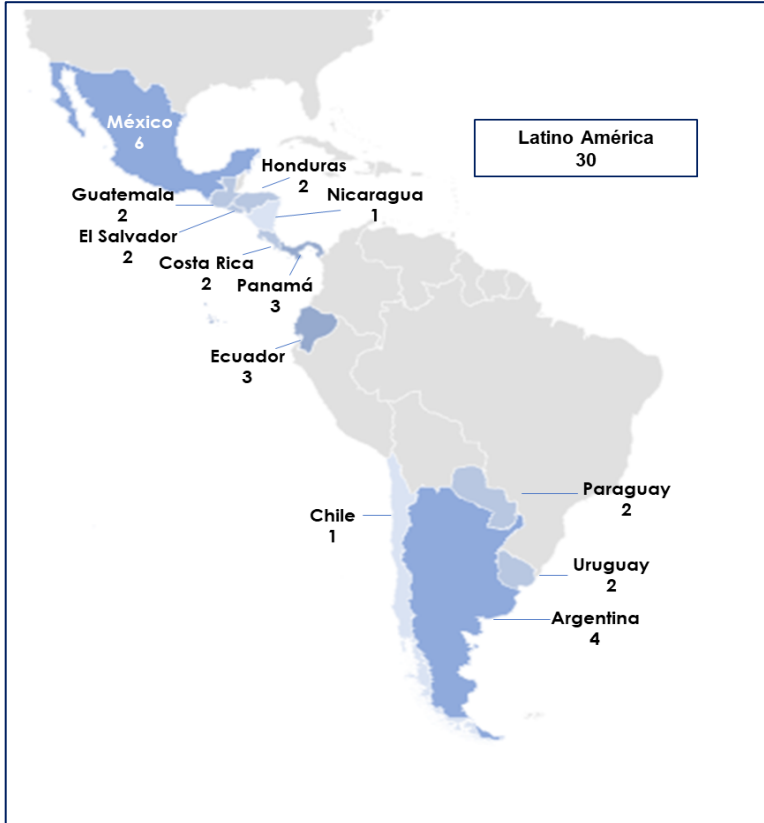 México
6
Latino América
30
Honduras
2
Guatemala
2
Nicaragua
1
El Salvador
2
Costa Rica
2
Panamá
3
Ecuador
3
Paraguay
2
Chile
1
Uruguay
2
Argentina
4